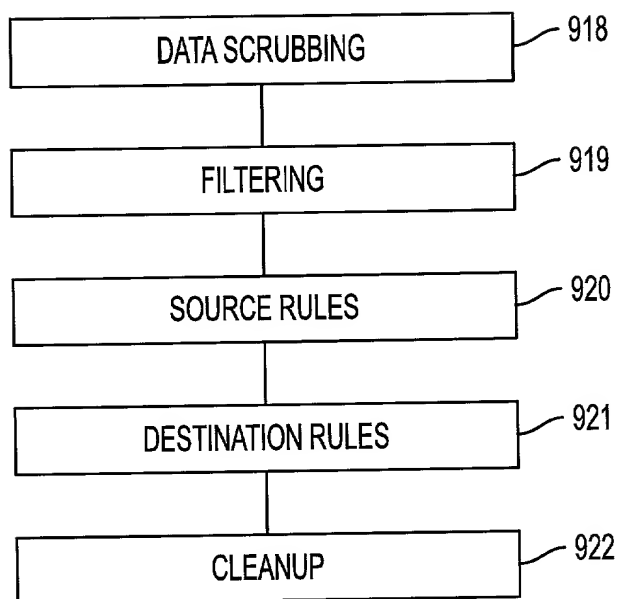 DATA SCRUBBING 918
FILTERING 919
SOURCE RULES 920
DESTINATION RULES 921
CLEANUP 922